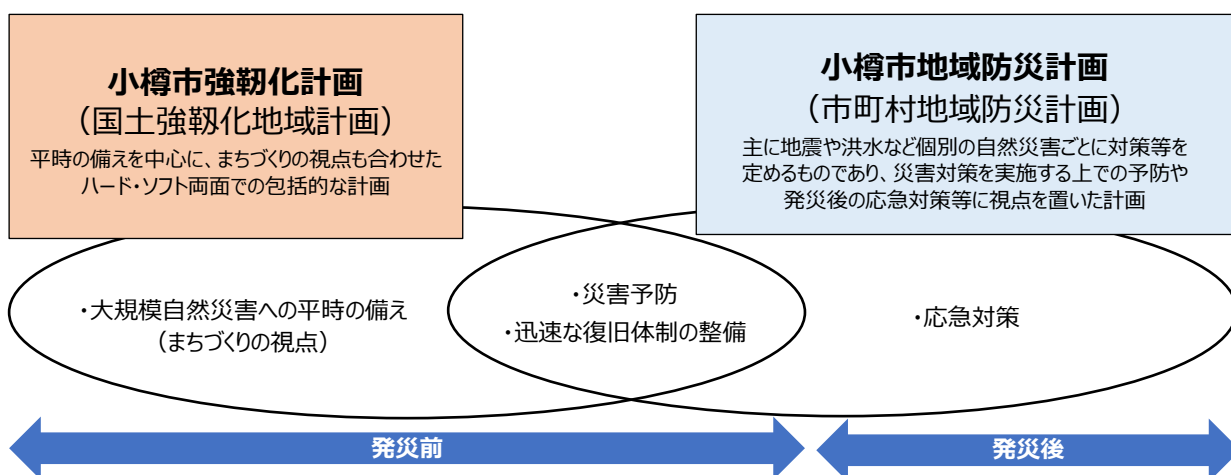 小樽市強靱化計画
（国土強靱化地域計画）
平時の備えを中心に、まちづくりの視点も合わせた
ハード・ソフト両面での包括的な計画
小樽市地域防災計画
（市町村地域防災計画）
主に地震や洪水など個別の自然災害ごとに対策等を
定めるものであり、災害対策を実施する上での予防や
発災後の応急対策等に視点を置いた計画
・大規模自然災害への平時の備え
（まちづくりの視点）
・災害予防
・迅速な復旧体制の整備
・応急対策
発災前
発災後